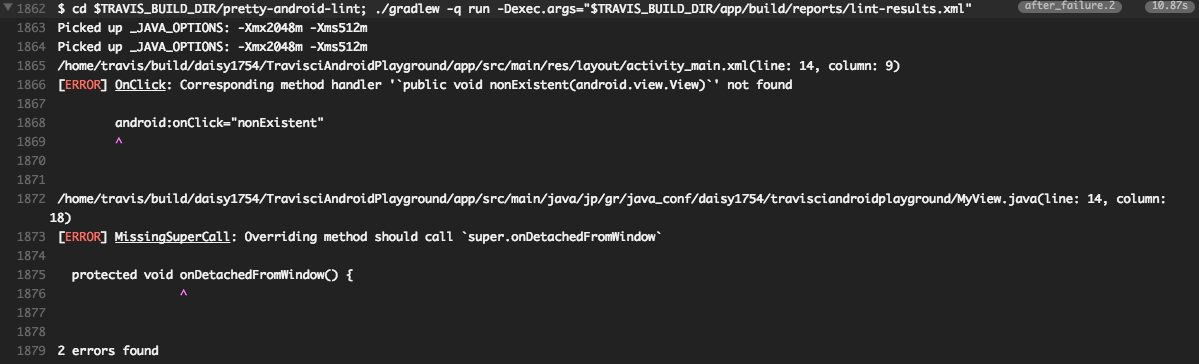 1862 $ cd $TRAVIS_BUILD_DIR/pretty-android-lint; ./gradlew -q run -Dexec.args="$TRAVIS_BUILD_DIR/app/build/reports/lint-results.xml" after_failure.2 10.87s
1863 Picked up _JAVA_OPTIONS: -Xmx2048m -Xms512m
1864 Picked up _JAVA_OPTIONS: -Xmx2048m -Xms512m
1865 /home/travis/build/daisy1754/TravisciAndroidPlayground/app/src/main/res/layout/activity_main.xml(line: 14, column: 9)
1866 [ERROR] OnClick: Corresponding method handler '`public void nonExistent(android.view.View)`' not found
1867
1868 android:onClick="nonExistent"
1869 ^
1870
1871
1872 /home/travis/build/daisy1754/TravisciAndroidPlayground/app/src/main/java/jp/gr/java_conf/daisy1754/travisciandroidplayground/MyView.java(line: 14, column:
18)
1873 [ERROR] MissingSuperCall: Overriding method should call `super.onDetachedFromWindow`
1874
1875 protected void onDetachedFromWindow() {
1876 ^
1877
1878
1879 2 errors found